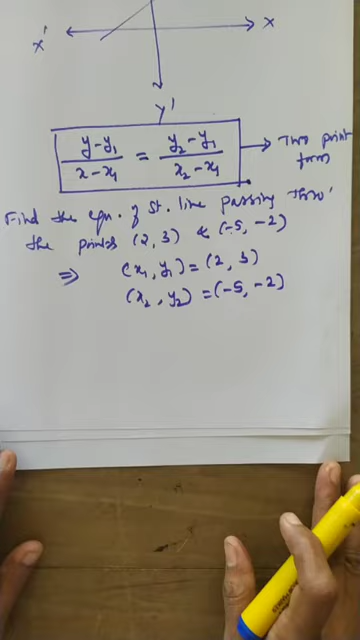 X' X
Y'
y-y₁/x-x₁ = y₂-y₁/x₂-x₁ → Two point form
Find the eqn. of St. line passing thro'
the points (2, 3) & (-5, -2)
⇒ (x₁, y₁) = (2, 3)
(x₂, y₂) = (-5, -2)